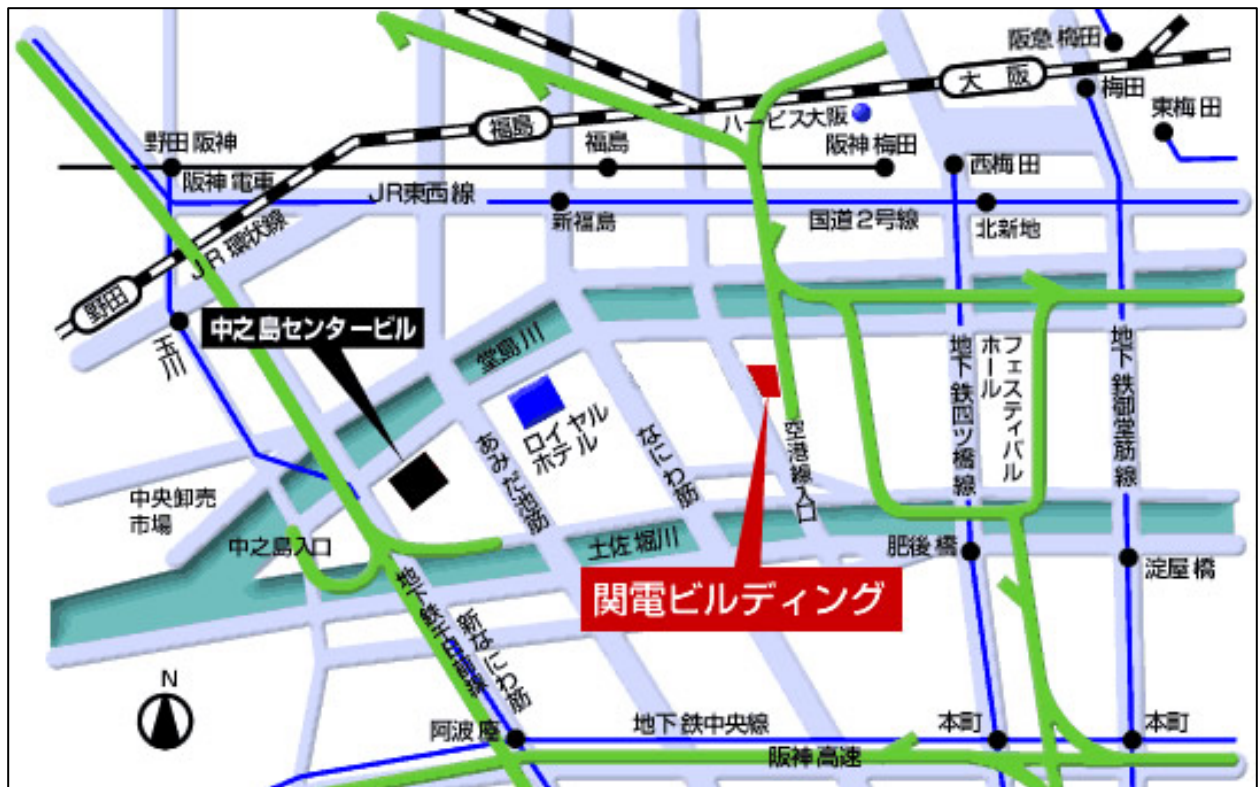 阪急梅田
大阪
梅田
東梅田
福島
ハービス大阪
野田阪神
福島
阪神梅田
西梅田
阪神電車
JR東西線
新福島
国道2号線
北新地
JR環状線
野田
玉川
中之島センタービル
堂島川
地下鉄四ツ橋線
フェスティバル
ホール
地下鉄御堂筋線
ロイヤル
ホテル
あみだ池筋
なにわ筋
空港線入口
中央卸売
市場
中之島入口
土佐堀川
肥後橋
淀屋橋
関電ビルディング
新なにわ筋
N
阿波座
地下鉄中央線
本町
本町
阪神高速